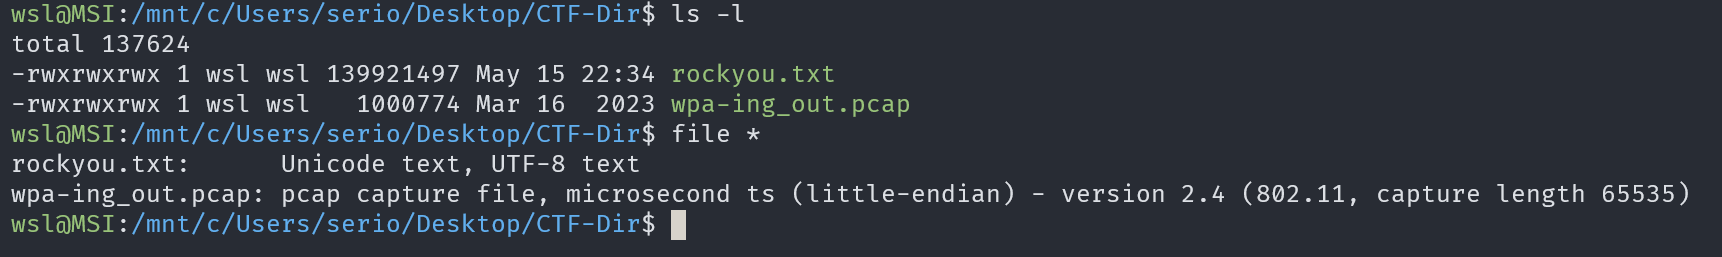 wsl@MSI:/mnt/c/Users/serio/Desktop/CTF-Dir$ ls -l
total 137624
-rwxrwxrwx 1 wsl wsl 139921497 May 15 22:34 rockyou.txt
-rwxrwxrwx 1 wsl wsl   1000774 Mar 16  2023 wpa-ing_out.pcap
wsl@MSI:/mnt/c/Users/serio/Desktop/CTF-Dir$ file *
rockyou.txt:      Unicode text, UTF-8 text
wpa-ing_out.pcap: pcap capture file, microsecond ts (little-endian) - version 2.4 (802.11, capture length 65535)
wsl@MSI:/mnt/c/Users/serio/Desktop/CTF-Dir$